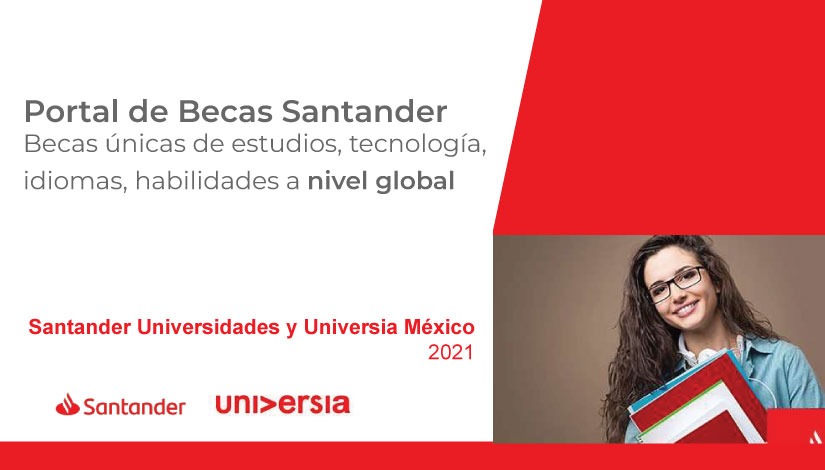 Portal de Becas Santander
Becas únicas de estudios, tecnología,
idiomas, habilidades a nivel global
Santander Universidades y Universia México
2021
Santander
universia